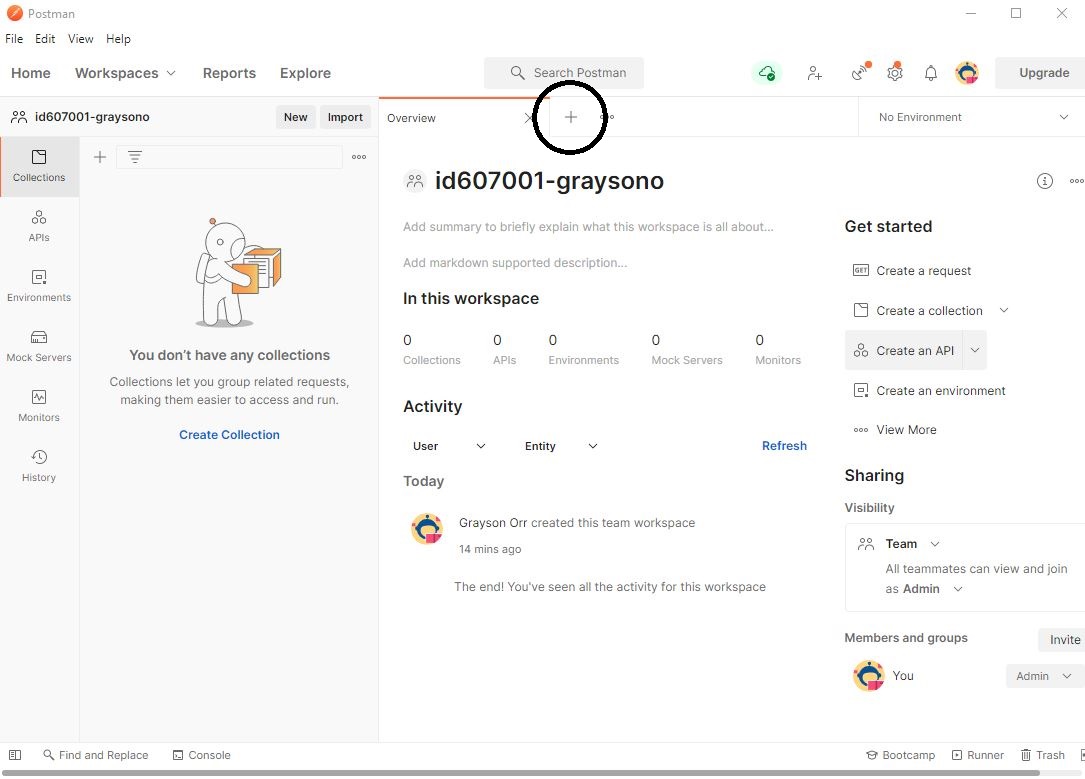 Postman
File Edit View Help
Home Workspaces Reports Explore Search Postman Upgrade
id607001-graysono New Import Overview No Environment
Collections
APIs
Environments
Mock Servers
Monitors
History
You don’t have any collections
Collections let you group related requests,
making them easier to access and run.
Create Collection
id607001-graysono
Add summary to briefly explain what this workspace is all about...
Add markdown supported description...
In this workspace
0 0 0 0 0
Collections APIs Environments Mock Servers Monitors
Activity
User Entity Refresh
Today
Grayson Orr created this team workspace
14 mins ago
The end! You've seen all the activity for this workspace
Get started
GET Create a request
Create a collection
Create an API
Create an environment
View More
Sharing
Visibility
Team
All teammates can view and join
as Admin
Members and groups Invite
You Admin
Find and Replace Console Bootcamp Runner Trash